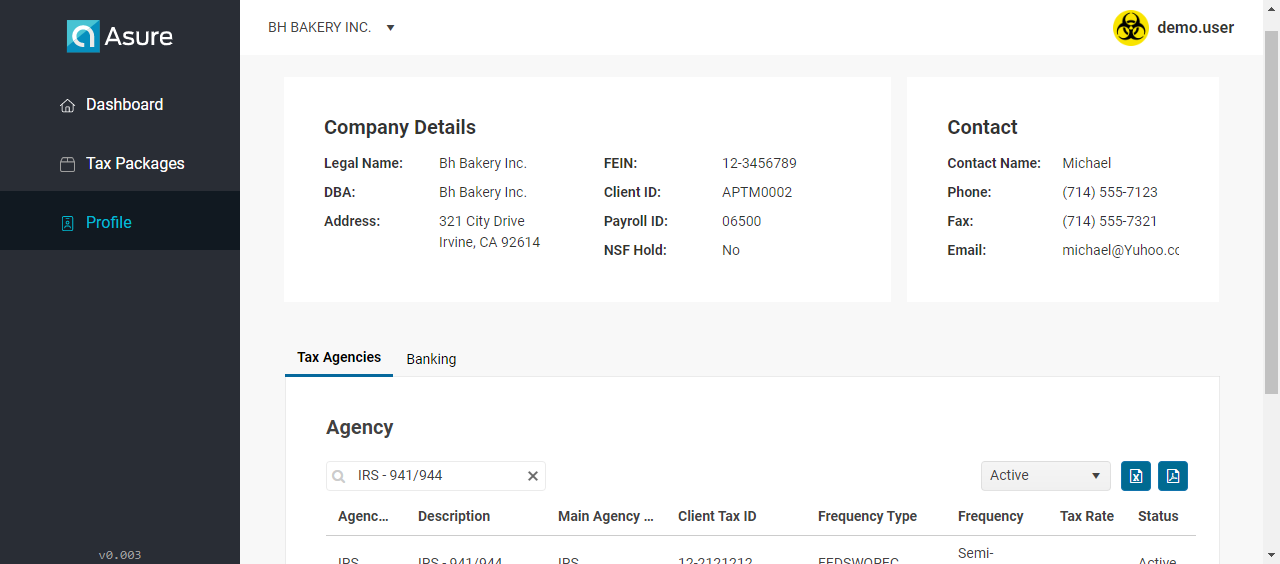 Asure
BH BAKERY INC.
demo.user
Dashboard
Tax Packages
Profile
v0.003
Company Details
Legal Name: Bh Bakery Inc. FEIN: 12-3456789
DBA: Bh Bakery Inc. Client ID: APTM0002
Address: 321 City Drive Payroll ID: 06500
Irvine, CA 92614
NSF Hold: No
Contact
Contact Name: Michael
Phone: (714) 555-7123
Fax: (714) 555-7321
Email: michael@Yuhoo.co
Tax Agencies Banking
Agency
IRS - 941/944 Active
Agenc... Description Main Agency ... Client Tax ID Frequency Type Frequency Tax Rate Status
IRS IRS - 941/944 IRS 12-2121212 Semi- Active